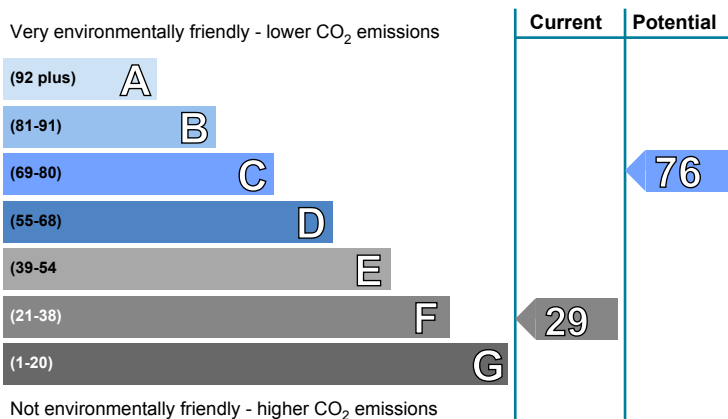 Current Potential
Very environmentally friendly - lower CO2 emissions
(92 plus) A
(81-91) B
(69-80) C 76
(55-68) D
(39-54 E
(21-38) F 29
(1-20) G
Not environmentally friendly - higher CO2 emissions